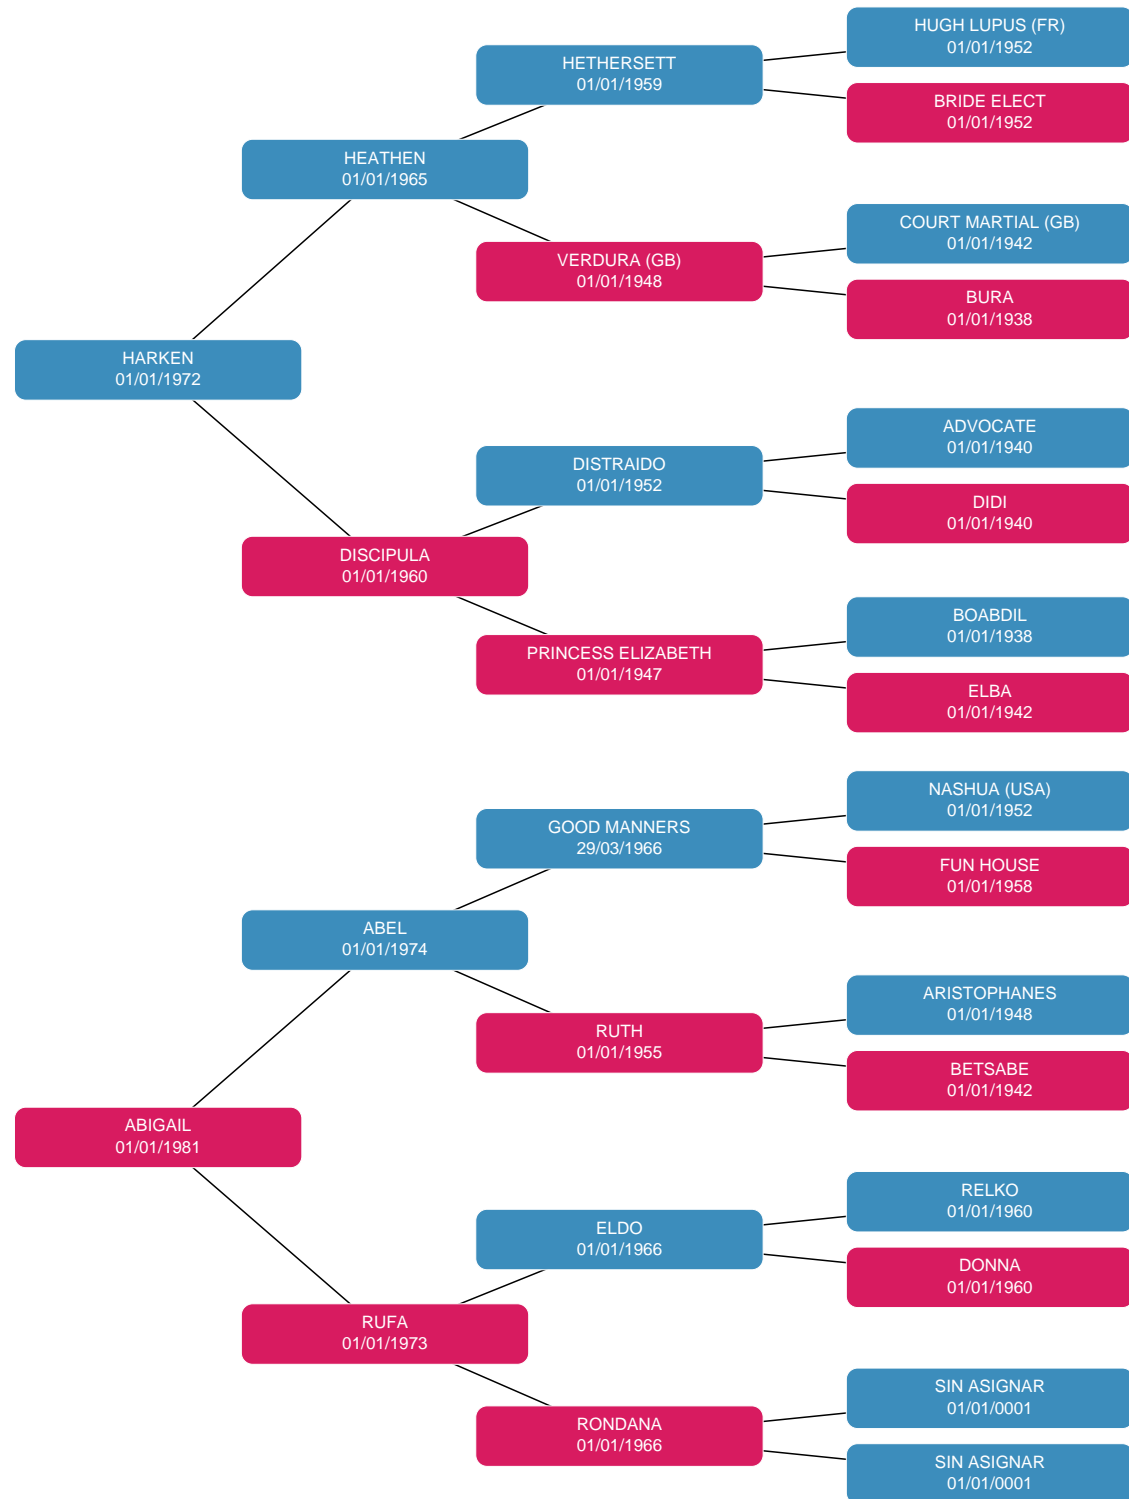 HUGH LUPUS (FR)
01/01/1952
HETHERSETT
01/01/1959
BRIDE ELECT
01/01/1952
HEATHEN
01/01/1965
COURT MARTIAL (GB)
01/01/1942
VERDURA (GB)
01/01/1948
BURA
01/01/1938
HARKEN
01/01/1972
ADVOCATE
01/01/1940
DISTRAIDO
01/01/1952
DIDI
01/01/1940
DISCIPULA
01/01/1960
BOABDIL
01/01/1938
PRINCESS ELIZABETH
01/01/1947
ELBA
01/01/1942
NASHUA (USA)
01/01/1952
GOOD MANNERS
29/03/1966
FUN HOUSE
01/01/1958
ABEL
01/01/1974
ARISTOPHANES
01/01/1948
RUTH
01/01/1955
BETSABE
01/01/1942
ABIGAIL
01/01/1981
RELKO
01/01/1960
ELDO
01/01/1966
DONNA
01/01/1960
RUFA
01/01/1973
SIN ASIGNAR
01/01/0001
RONDANA
01/01/1966
SIN ASIGNAR
01/01/0001